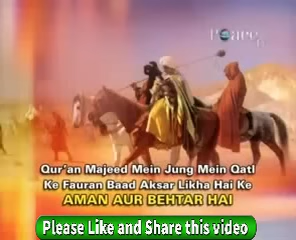 Peace
Qur'an Majeed Mein Jung Mein Qatl
Ke Fauran Baad Aksar Likha Hai Ke
AMAN AUR BEHTAR HAI
Please Like and Share this video